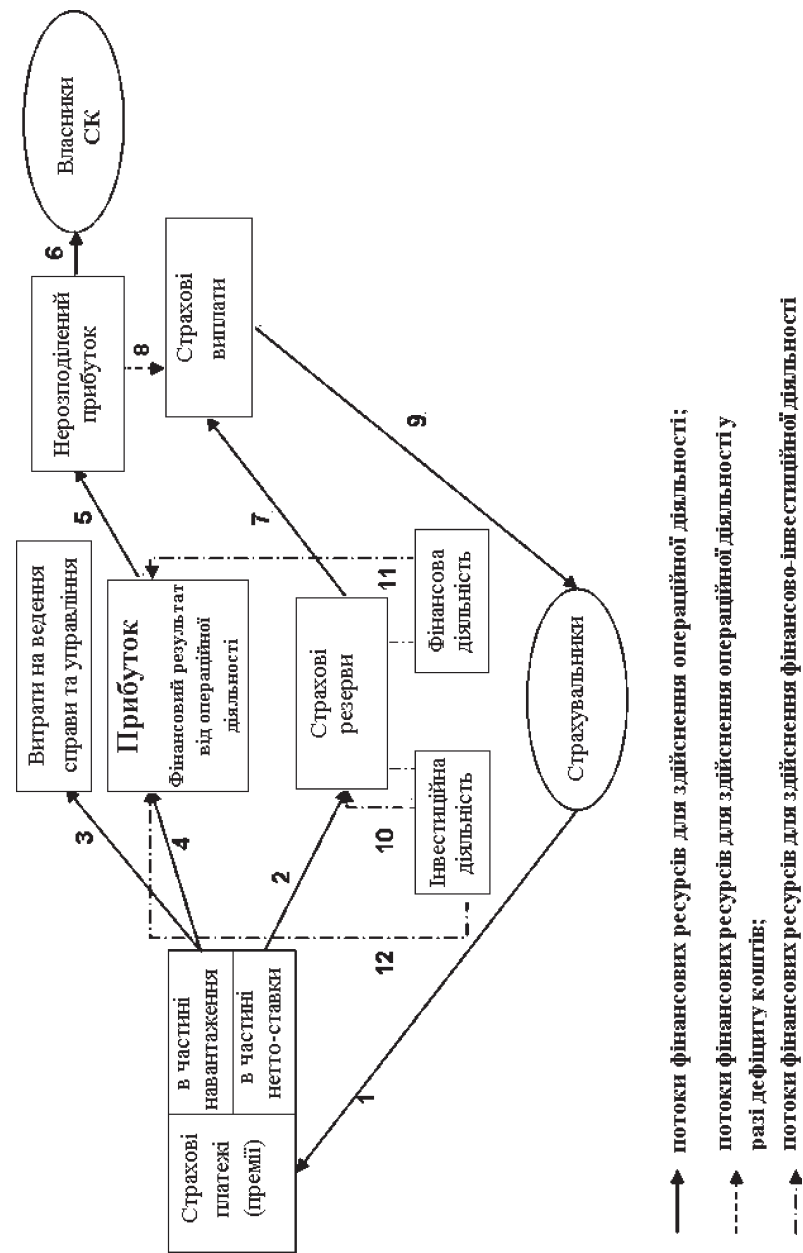 Власники
СК
6
Нерозподілений
прибуток
8
Страхові
виплати
5
7
9
Витрати на ведення
справи та управління
Прибуток
Фінансовий результат
від операційної
діяльності
11
Страхові
резерви
Фінансова
діяльність
3
4
2
10
Інвестиційна
діяльність
Страхувальники
12
1
Страхові
платежі
(премії)
в частині
навантаження
в частині
нетто-ставки
потоки фінансових ресурсів для здійснення операційної діяльності;
потоки фінансових ресурсів для здійснення операційної діяльності у
разі дефіциту коштів;
потоки фінансових ресурсів для здійснення фінансово-інвестиційної діяльності